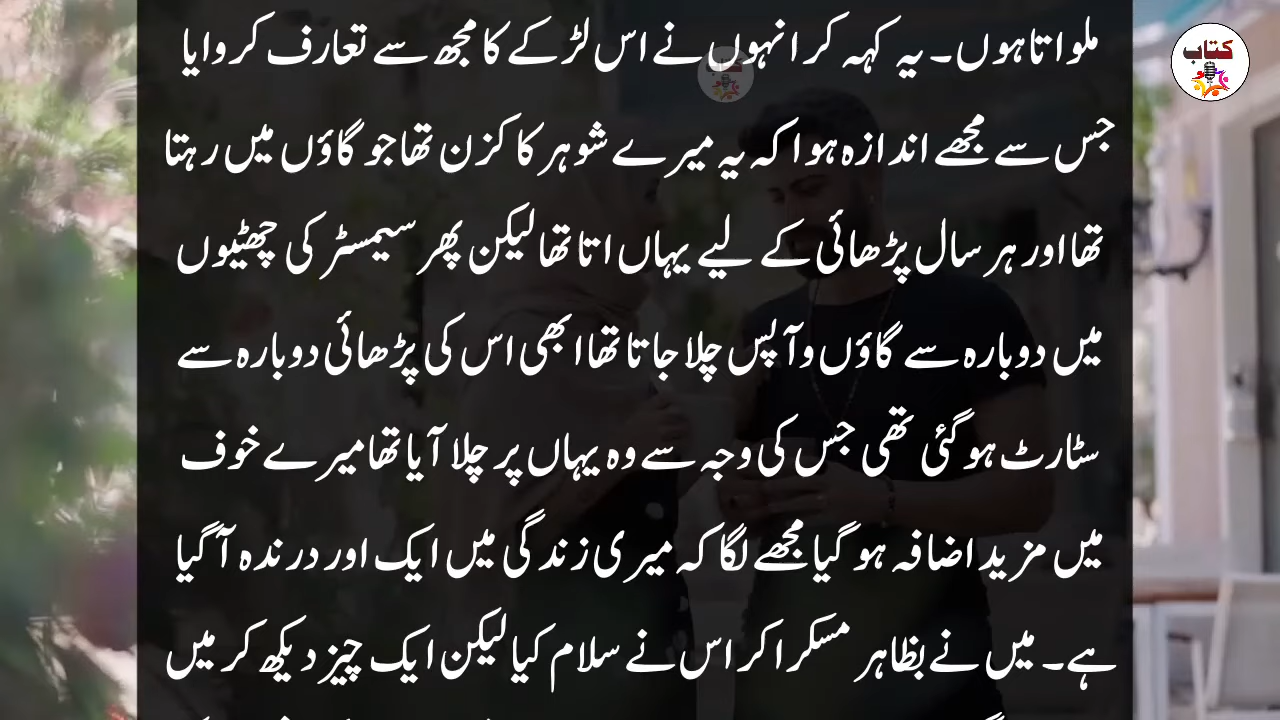 کتاب
ملواتا ہوں۔ یہ کہہ کر انہوں نے اس لڑکے کا مجھ سے تعارف کروایا
جس سے مجھے اندازہ ہوا کہ یہ میرے شوہر کا کزن تھا جو گاؤں میں رہتا
تھا اور ہر سال پڑھائی کے لیے یہاں اتا تھا لیکن پھر سیمسٹر کی چھٹیوں
میں دوبارہ سے گاؤں وآپس چلا جاتا تھا ابھی اس کی پڑھائی دوبارہ سے
سٹارٹ ہو گئی تھی جس کی وجہ سے وہ یہاں پر چلا آیا تھا میرے خوف
میں مزید اضافہ ہو گیا مجھے لگا کہ میری زندگی میں ایک اور درندہ آ گیا
ہے۔ میں نے بظاہر مسکرا کر اس نے سلام کیا لیکن ایک چیز دیکھ کر میں